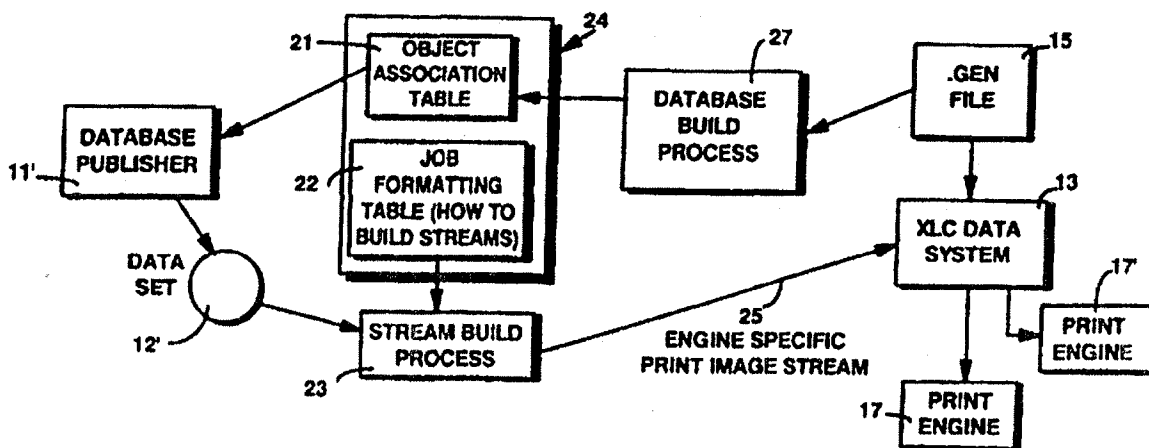 21
OBJECT
ASSOCIATION
TABLE
24
27
DATABASE
BUILD
PROCESS
15
.GEN
FILE
DATABASE
PUBLISHER
11'
22
JOB
FORMATTING
TABLE (HOW TO
BUILD STREAMS)
13
XLC DATA
SYSTEM
DATA
SET
12'
STREAM BUILD
PROCESS
23
25
ENGINE SPECIFIC
PRINT IMAGE STREAM
17'
PRINT
ENGINE
17
PRINT
ENGINE